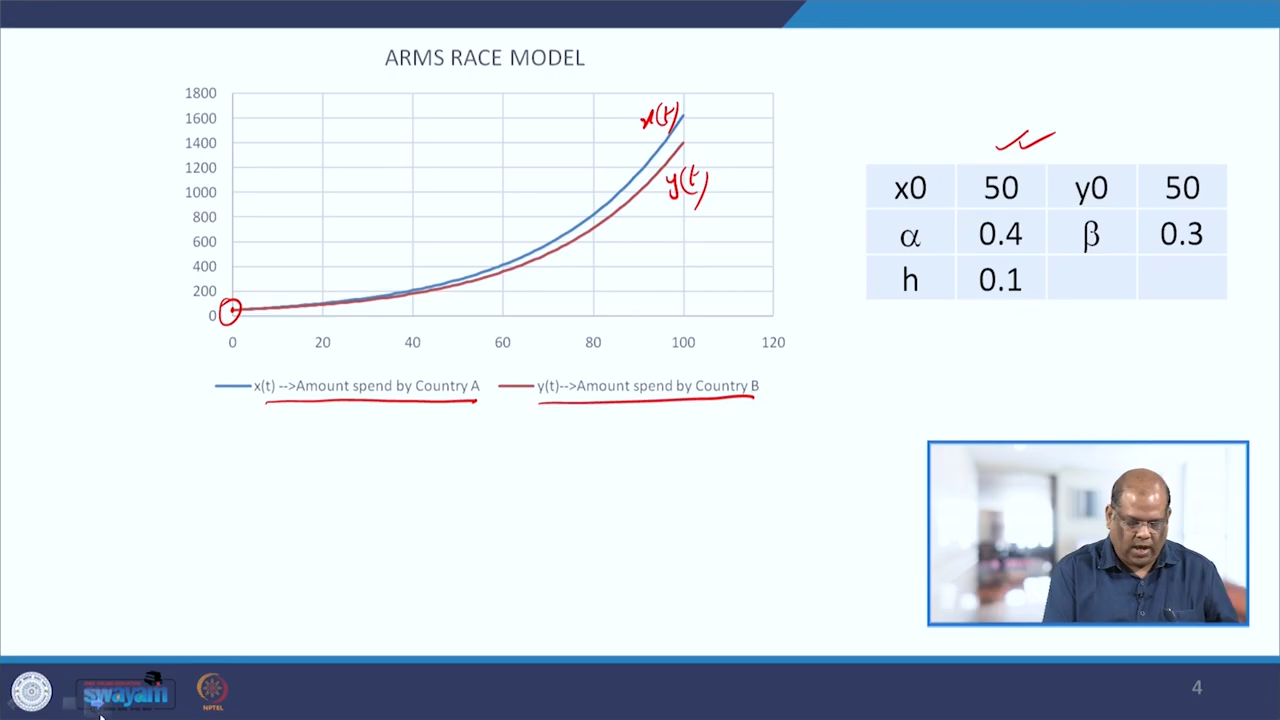 ARMS RACE MODEL
1800
1600
1400
1200
1000
800
600
400
200
0
0 20 40 60 80 100 120
x(t)
y(t)
x(t) -->Amount spend by Country A y(t)-->Amount spend by Country B
x0 50 y0 50
α 0.4 β 0.3
h 0.1
swayam
NPTEL
4